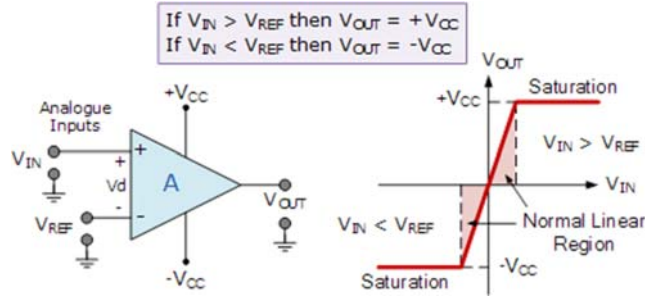 If VIN > VREF then VOUT = +VCC
If VIN < VREF then VOUT = -VCC
Analogue
Inputs
+VCC
VIN
+
+
Vd
A
-
-
VREF
VOUT
-VCC
VOUT
+VCC
Saturation
VIN > VREF
VIN
VIN < VREF
Normal Linear
Region
-VCC
Saturation